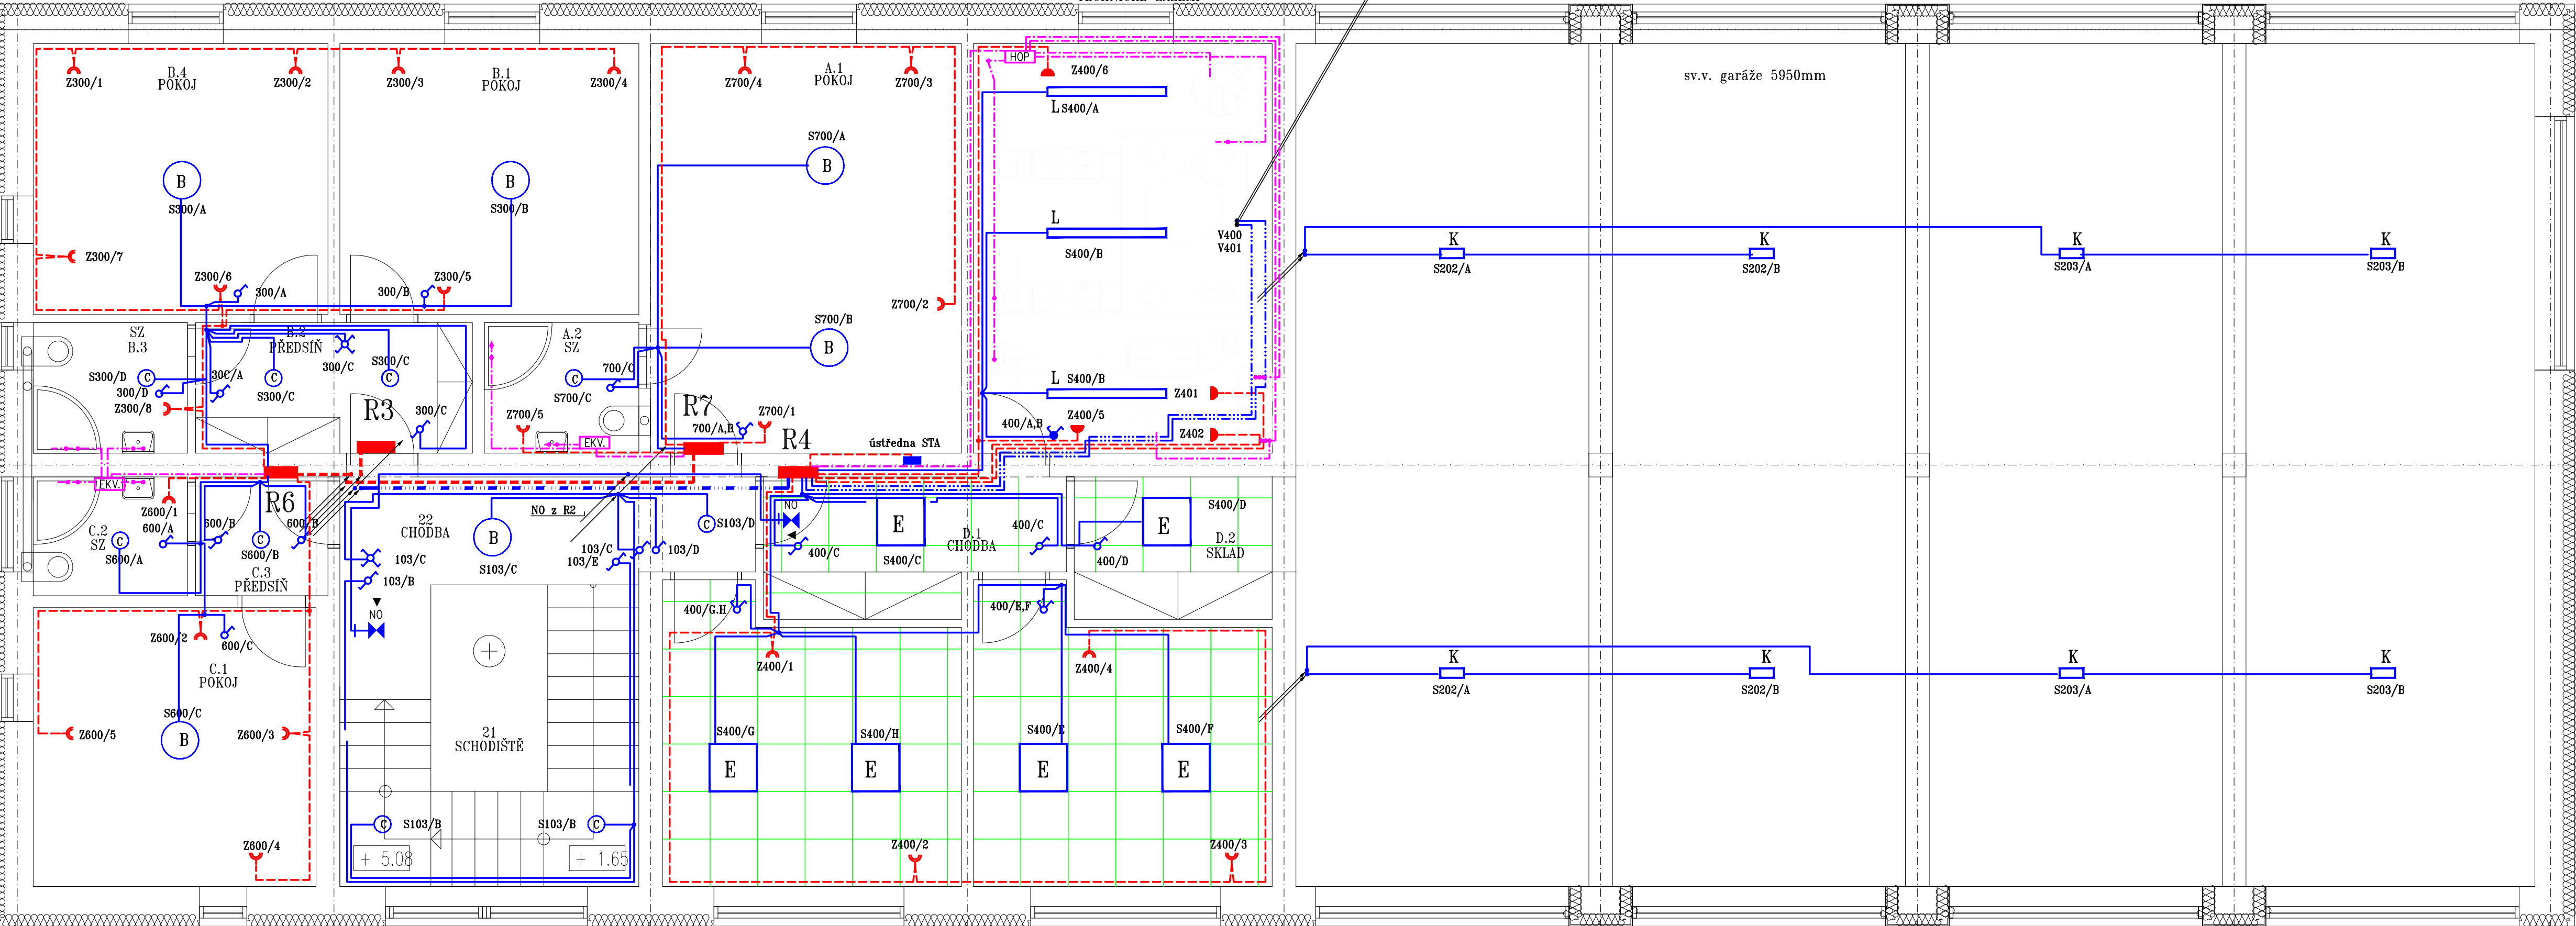 Z300/1
B.4
POKOJ
Z300/2
Z300/3
B.1
POKOJ
Z300/4
Z700/4
A.1
POKOJ
Z700/3
HOP
Z400/6
L S400/A
sv.v. garáže 5950mm
S700/A
B
B
B
S300/A
S300/B
L
S400/B
V400
V401
K
S202/A
K
S202/B
K
S203/A
K
S203/B
Z300/7
Z300/6
300/A
300/B
Z300/5
Z700/2
S700/B
B
SZ
B.3
B.2
PŘEDSÍŇ
300/C
S300/C
C
A.2
SZ
700/C
S300/D
C
300/D
Z300/8
30C/A
C
S300/C
C
S700/C
L S400/B
Z401
R3
300/C
Z700/5
R7
Z700/1
700/A,B
R4
400/A,B
Z400/5
Z402
EKV.
ústředna STA
EKV.
Z600/1
600/A
R6
600/B
600/B
C.2
SZ
C
S600/A
C
S600/B
C.3
PŘEDSÍŇ
22
CHODBA
B
S103/C
NO z R2
C
S103/D
NO
E
S400/C
D.1
CHODBA
400/C
400/C
E
S400/D
D.2
SKLAD
400/D
103/C
103/B
NO
103/C
103/E
103/D
400/G.H
400/E,F
Z600/2
600/C
C.1
POKOJ
S600/C
B
Z600/5
Z600/3
Z600/4
21
SCHODIŠTĚ
C
S103/B
S103/B
C
+ 5.08
+ 1.65
Z400/1
Z400/4
S400/G
E
S400/H
E
S400/E
E
S400/F
E
Z400/2
Z400/3
K
S202/A
K
S202/B
K
S203/A
K
S203/B